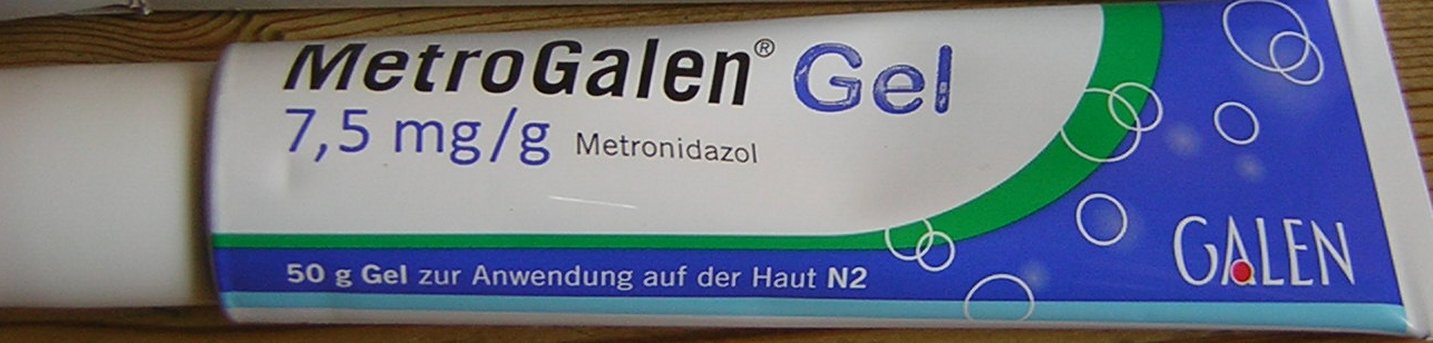 MetroGalen® Gel
7,5 mg/g Metronidazol
50 g Gel zur Anwendung auf der Haut N2
GALEN